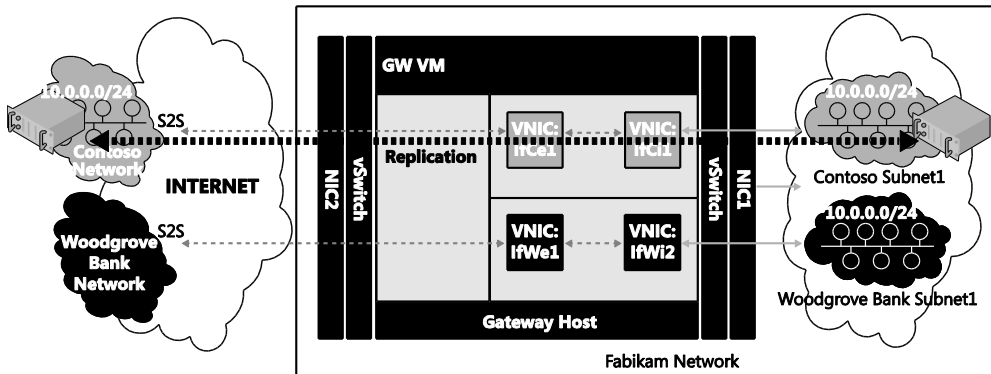 10.0.0.0/24
S2S
Contoso
Network
INTERNET
S2S
Woodgrove
Bank
Network
NIC2
vSwitch
GW VM
Replication
VNIC:
IfCe1
VNIC:
IfCi1
VNIC:
IfWe1
VNIC:
IfWi2
Gateway Host
vSwitch
NIC1
10.0.0.0/24
Contoso Subnet1
10.0.0.0/24
Woodgrove Bank Subnet1
Fabikam Network